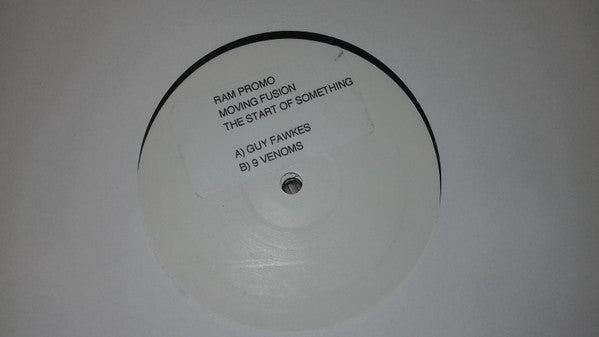 RAM PROMO
MOVING FUSION
THE START OF SOMETHING
A) GUY FAWKES
B) 9 VENOMS